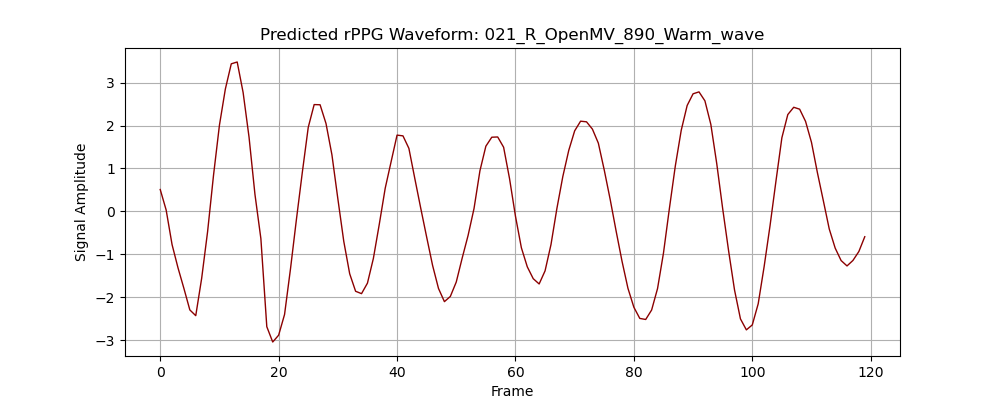 Predicted rPPG Waveform: 021_R_OpenMV_890_Warm_wave
Signal Amplitude
3
2
1
0
−1
−2
−3
0 20 40 60 80 100 120
Frame